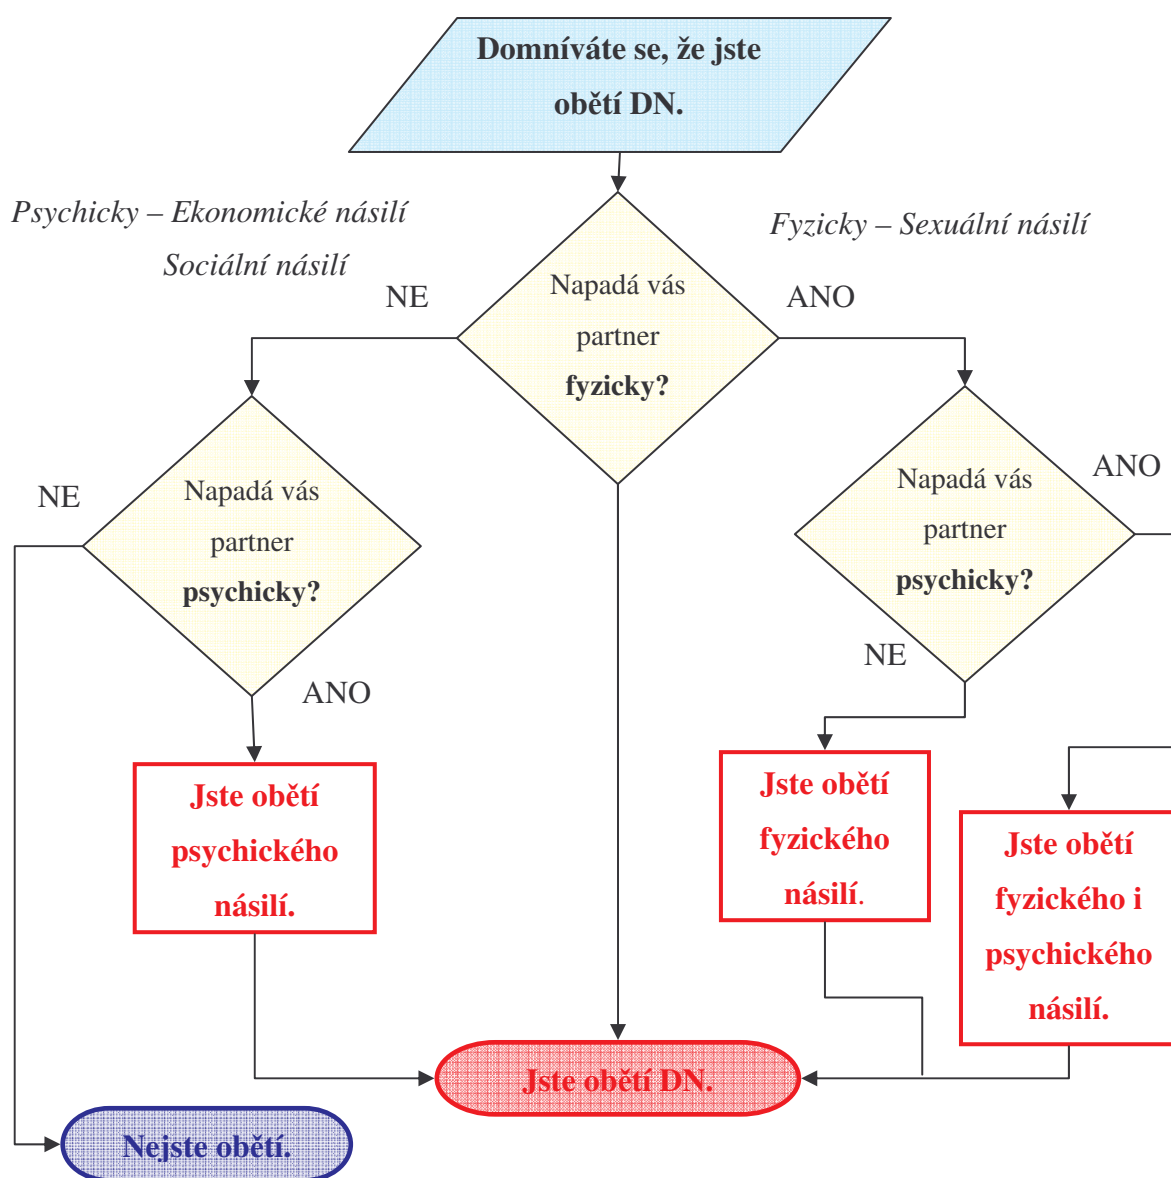 Domníváte se, že jste
obětí DN.
Psychicky – Ekonomické násilí
Sociální násilí
Fyzicky – Sexuální násilí
NE
Napadá vás
partner
fyzicky?
ANO
NE
Napadá vás
partner
psychicky?
ANO
Napadá vás
partner
psychicky?
ANO
NE
Jste obětí
psychického
násilí.
Jste obětí
fyzického
násilí.
Jste obětí
fyzického i
psychického
násilí.
Jste obětí DN.
Nejste obětí.